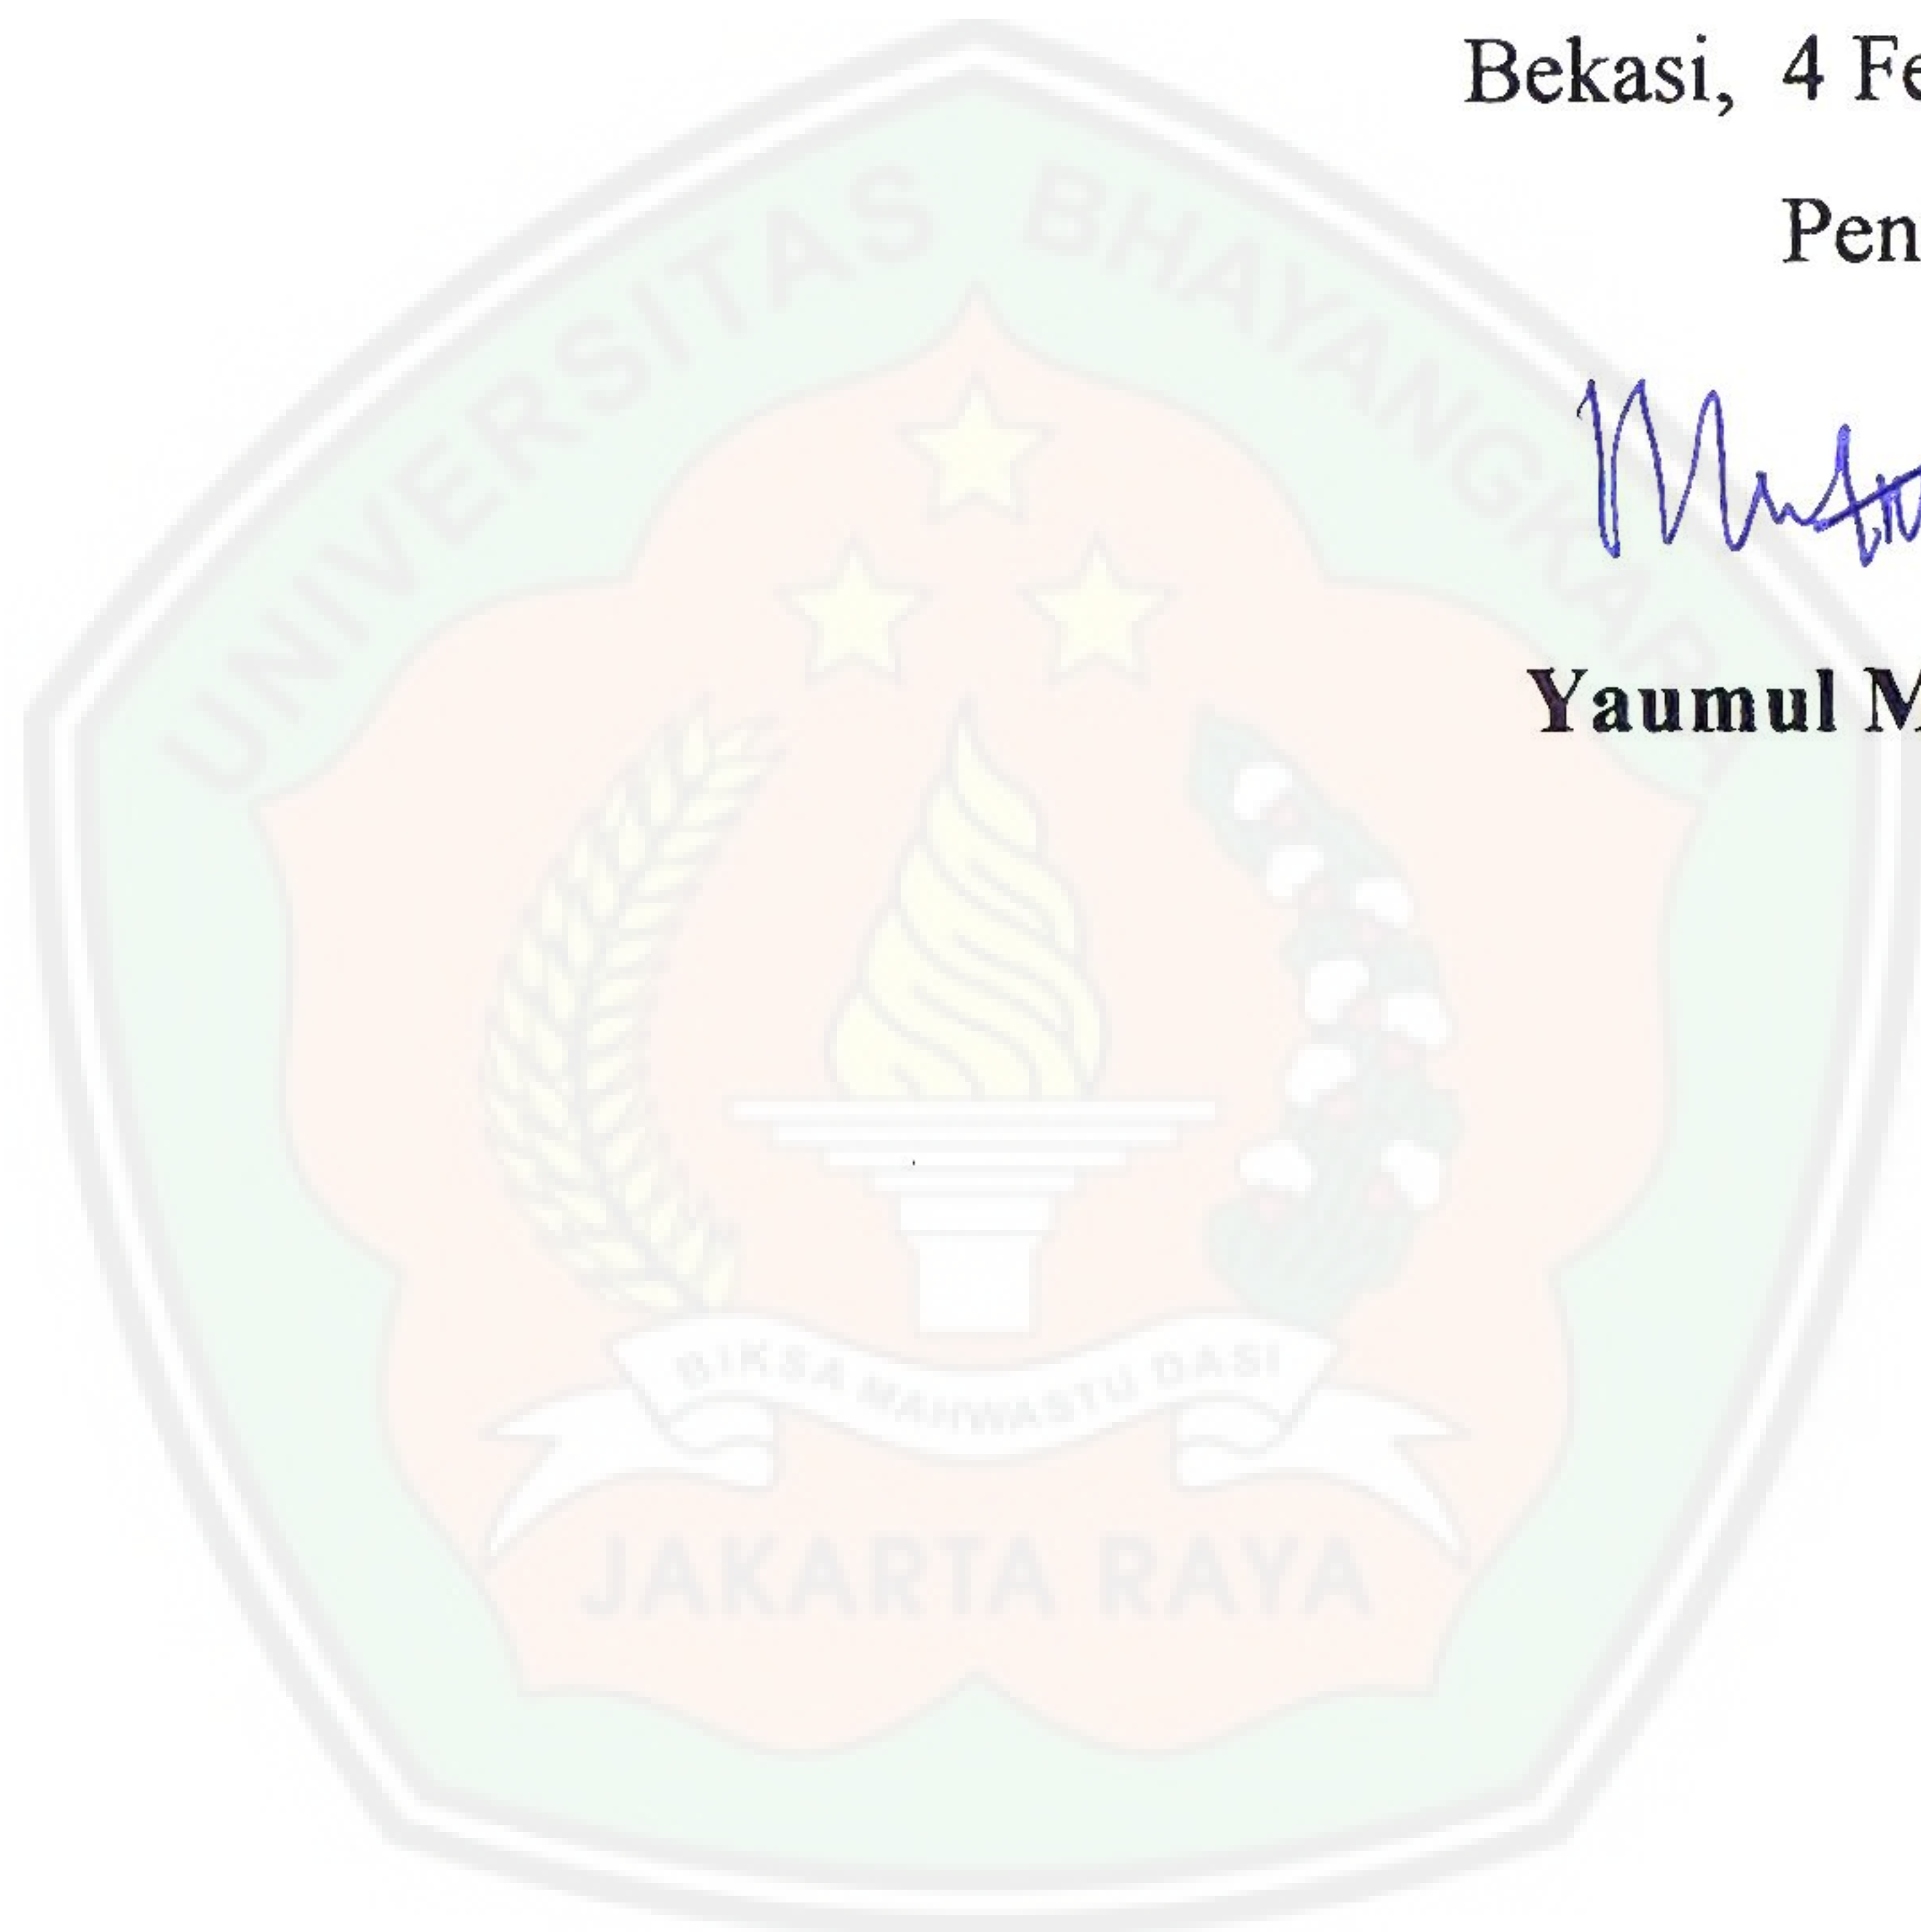 Bekasi, 4 Fe
Pen
Yaumul M
UNIVERSITAS BHAYANGKARA
BIKSA MAHWASTU DASI
JAKARTA RAYA